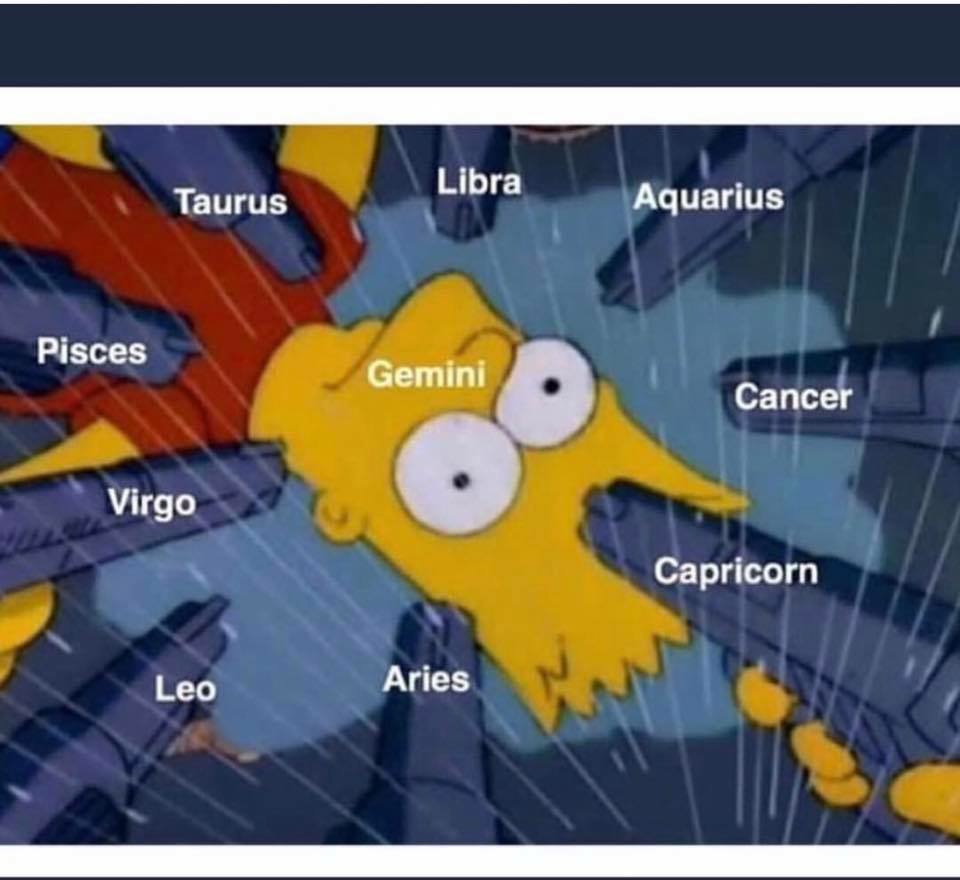 Taurus
Libra
Aquarius
Pisces
Gemini
Cancer
Virgo
Capricorn
Leo
Aries